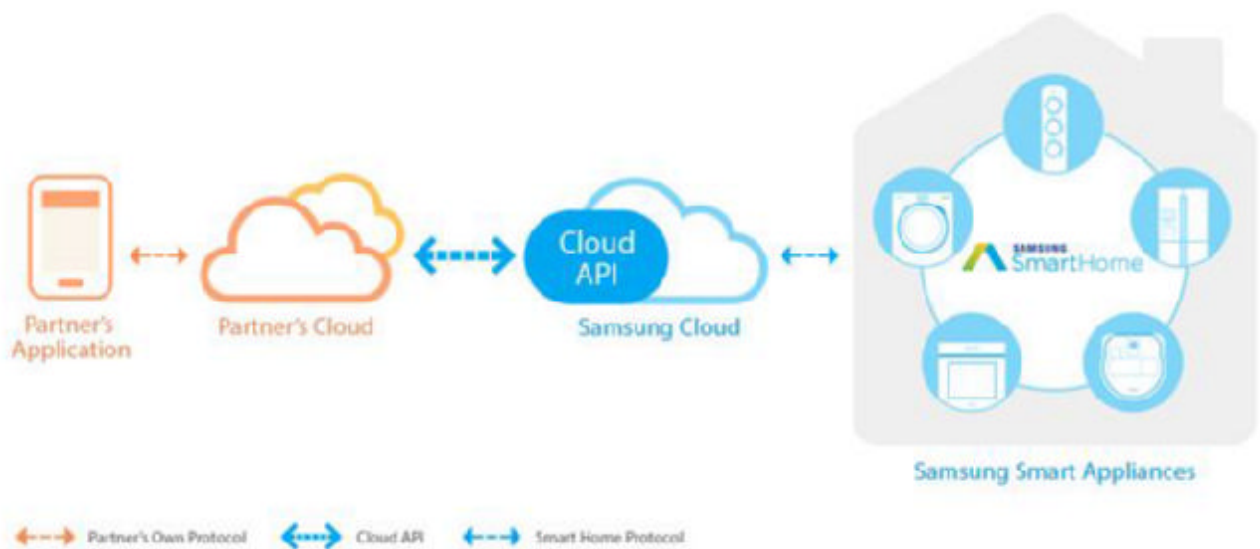 Cloud
API
SAMSUNG
SmartHome
Partner's
Application
Partner's Cloud
Samsung Cloud
Samsung Smart Appliances
Partner's Own Protocol
Cloud API
Smart Home Protocol